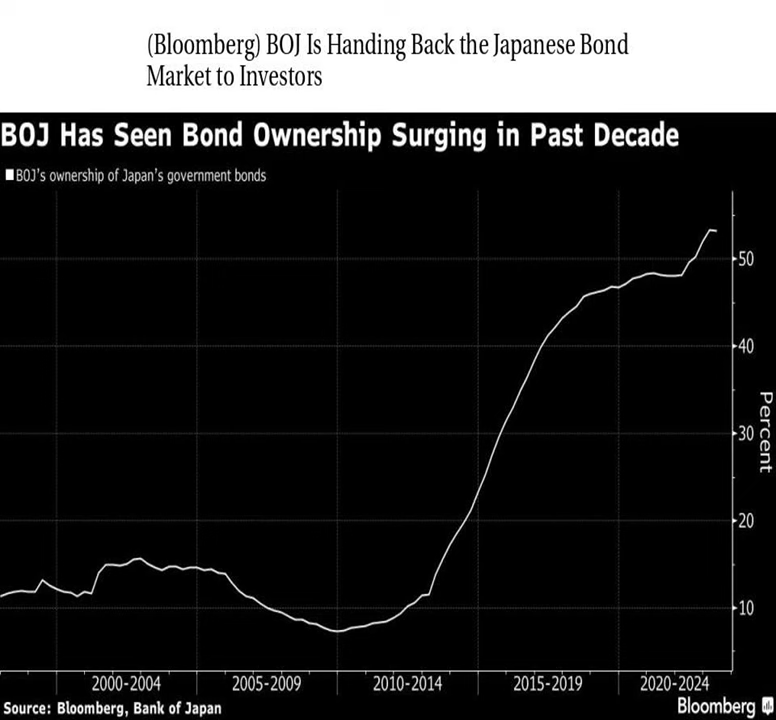 (Bloomberg) BOJ Is Handing Back the Japanese Bond
Market to Investors
BOJ Has Seen Bond Ownership Surging in Past Decade
BOJ's ownership of Japan's government bonds
50
40
30
20
10
Percent
2000-2004 2005-2009 2010-2014 2015-2019 2020-2024
Source: Bloomberg, Bank of Japan
Bloomberg